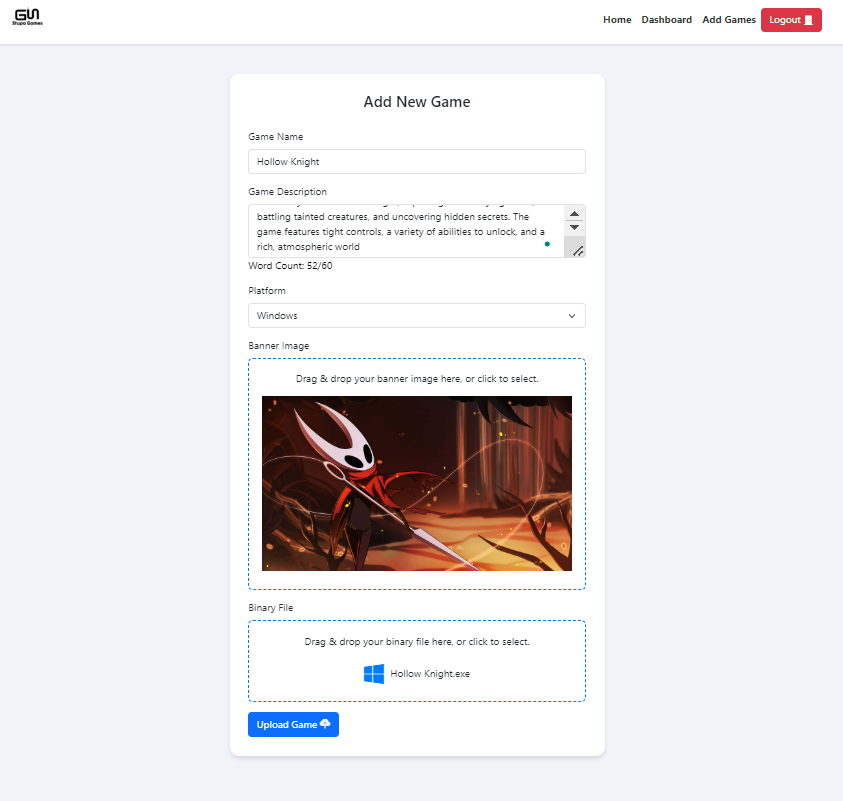 GUN
Stupa Games
Home Dashboard Add Games Logout
Add New Game
Game Name
Hollow Knight
Game Description
battling tainted creatures, and uncovering hidden secrets. The
game features tight controls, a variety of abilities to unlock, and a
rich, atmospheric world
Word Count: 52/60
Platform
Windows
Banner Image
Drag & drop your banner image here, or click to select.
Binary File
Drag & drop your binary file here, or click to select.
Hollow Knight.exe
Upload Game